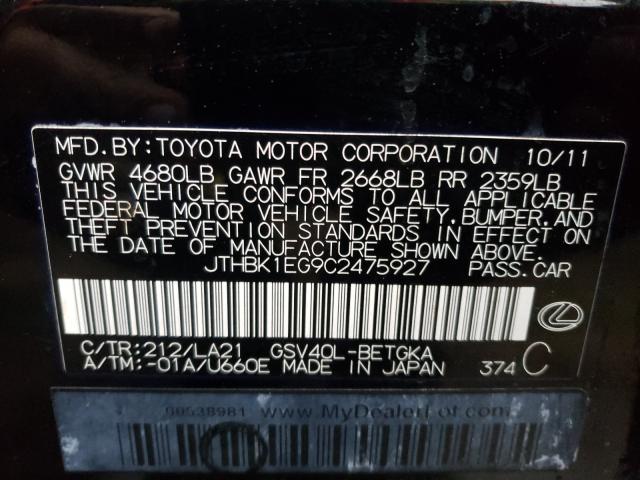 MFD.BY:TOYOTA MOTOR CORPORATION 10/11
GVWR 4680LB GAWR FR 2668LB RR 2359LB
THIS VEHICLE CONFORMS TO ALL APPLICABLE
FEDERAL MOTOR VEHICLE SAFETY,BUMPER,AND
THEFT PREVENTION STANDARDS IN EFFECT ON
THE DATE OF MANUFACTURE SHOWN ABOVE.
JTHBK1EG9C2475927 PASS.CAR
C/TR:212/LA21 GSV40L-BETGKA
A/TM:-01A/U660E MADE IN JAPAN 374 C
00538981 www.MyDealerLot.com